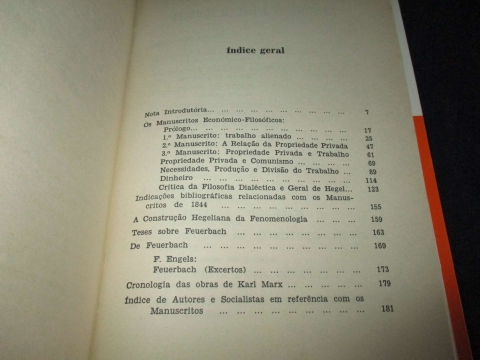 Índice geral
Nota Introdutória... ... ... ... ... ... ... ... ... 7
Os Manuscritos Económico-Filosóficos:
Prólogo... ... ... ... ... ... ... ... ... ... 17
1.º Manuscrito: trabalho alienado ... ... ... ... 25
2.º Manuscrito: A Relação da Propriedade Privada 47
3.º Manuscrito: Propriedade Privada e Trabalho 61
Propriedade Privada e Comunismo ... ... ... ... 69
Necessidades, Produção e Divisão do Trabalho ... 89
Dinheiro ... ... ... ... ... ... ... ... ... 114
Crítica da Filosofia Dialéctica e Geral de Hegel... 123
Indicações bibliográficas relacionadas com os Manus-
critos de 1844 ... ... ... ... ... ... ... ... 155
A Construção Hegeliana da Fenomenologia ... ... 159
Teses sobre Feuerbach ... ... ... ... ... ... ... 163
De Feuerbach ... ... ... ... ... ... ... ... ... 169
F. Engels:
Feuerbach (Excertos) ... ... ... ... ... ... 173
Cronologia das obras de Karl Marx ... ... ... ... 179
Índice de Autores e Socialistas em referência com os
Manuscritos ... ... ... ... ... ... ... ... 181